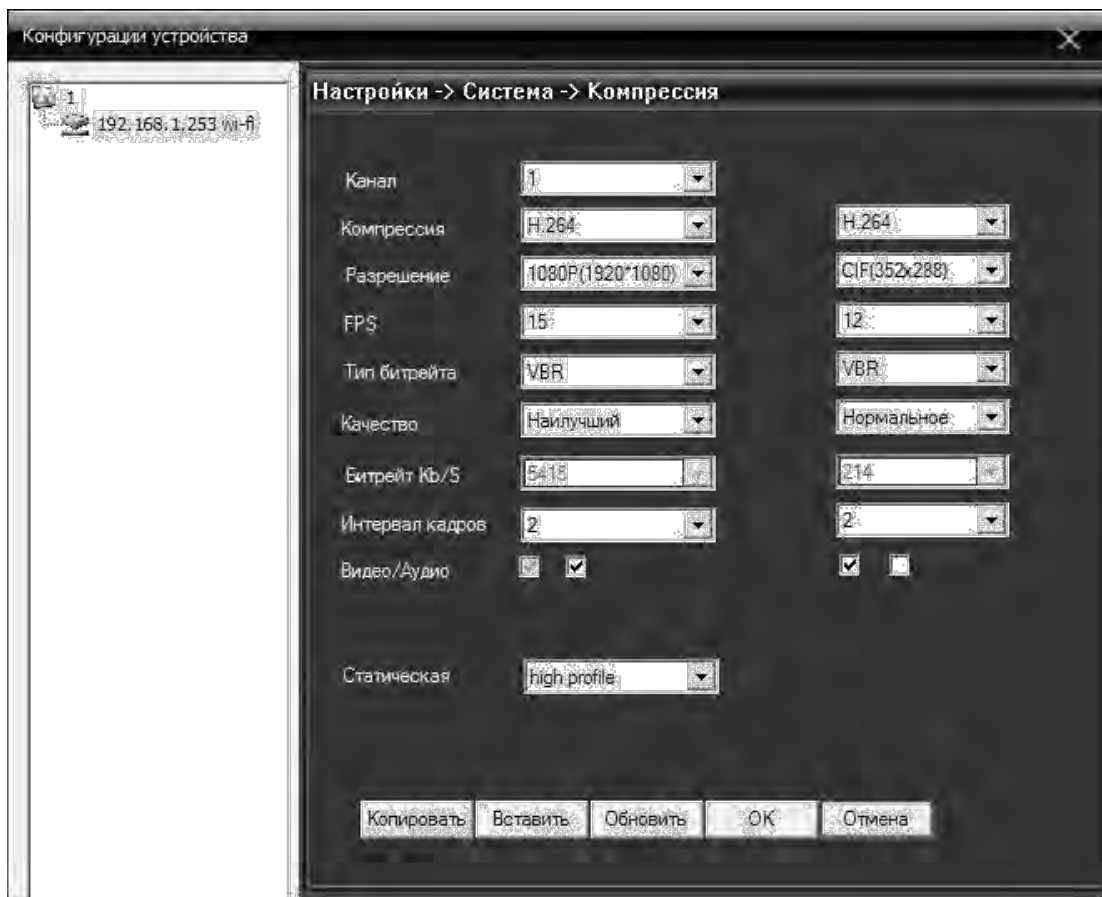 Конфигурации устройства
1
192.168.1.253 wi-fi
Настройки -> Система -> Компрессия
Канал 1
Компрессия H.264 H.264
Разрешение 1080P(1920*1080) CIF(352x288)
FPS 15 12
Тип битрейта VBR VBR
Качество Наилучший Нормальное
Битрейт Kb/S 5415 214
Интервал кадров 2 2
Видео/Аудио
Статическая high profile
Копировать Вставить Обновить OK Отмена